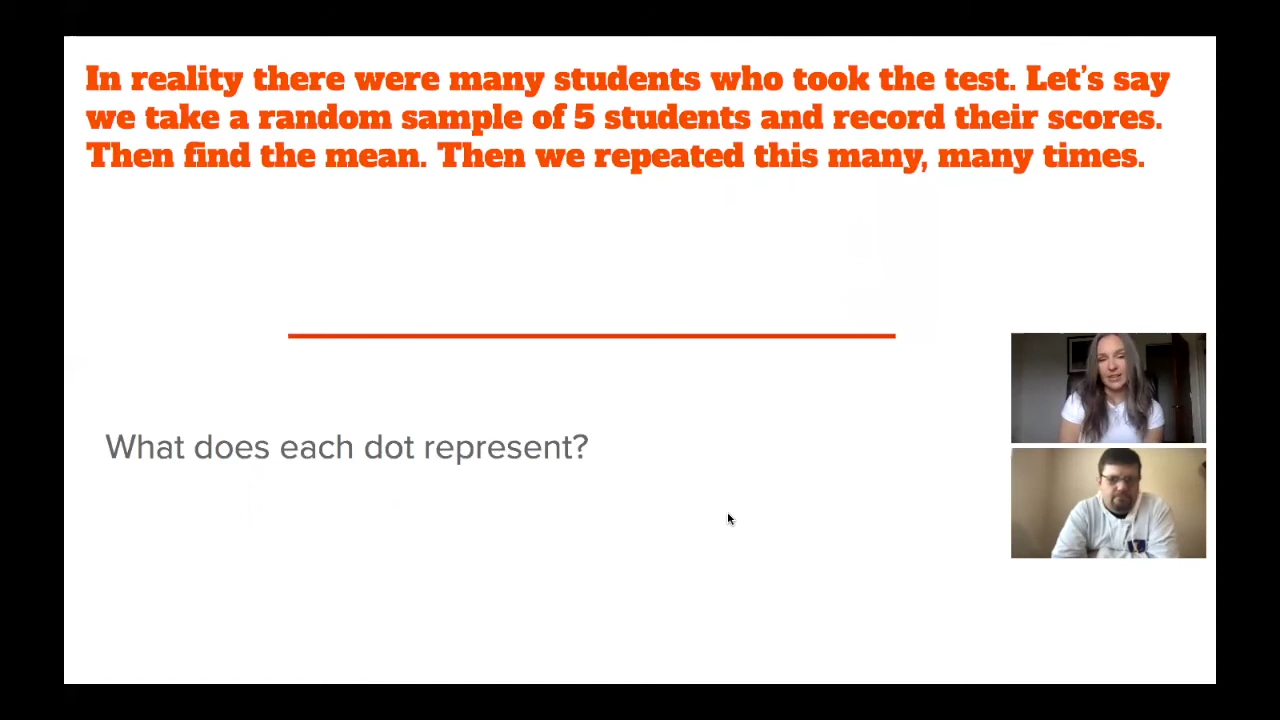 In reality there were many students who took the test. Let's say
we take a random sample of 5 students and record their scores.
Then find the mean. Then we repeated this many, many times.
What does each dot represent?